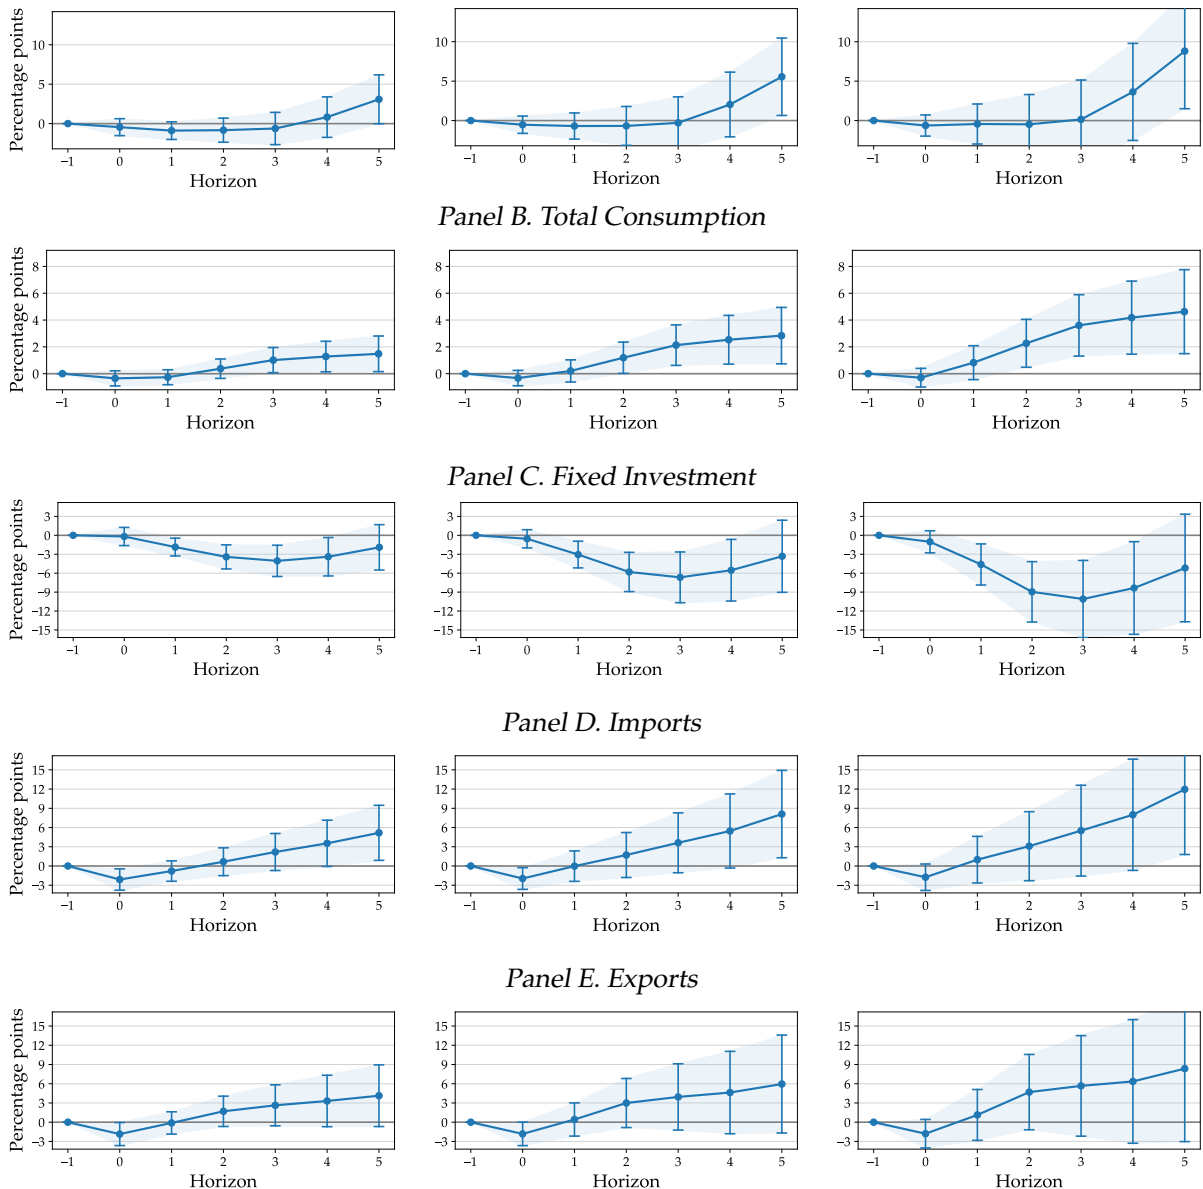 Percentage points
10
5
0
−1 0 1 2 3 4 5
Horizon
10
5
0
−1 0 1 2 3 4 5
Horizon
10
5
0
−1 0 1 2 3 4 5
Horizon
Panel B. Total Consumption
Percentage points
8
6
4
2
0
−1 0 1 2 3 4 5
Horizon
8
6
4
2
0
−1 0 1 2 3 4 5
Horizon
8
6
4
2
0
−1 0 1 2 3 4 5
Horizon
Panel C. Fixed Investment
Percentage points
3
0
−3
−6
−9
−12
−15
−1 0 1 2 3 4 5
Horizon
3
0
−3
−6
−9
−12
−15
−1 0 1 2 3 4 5
Horizon
3
0
−3
−6
−9
−12
−15
−1 0 1 2 3 4 5
Horizon
Panel D. Imports
Percentage points
15
12
9
6
3
0
−3
−1 0 1 2 3 4 5
Horizon
15
12
9
6
3
0
−3
−1 0 1 2 3 4 5
Horizon
15
12
9
6
3
0
−3
−1 0 1 2 3 4 5
Horizon
Panel E. Exports
Percentage points
15
12
9
6
3
0
−3
−1 0 1 2 3 4 5
Horizon
15
12
9
6
3
0
−3
−1 0 1 2 3 4 5
Horizon
15
12
9
6
3
0
−3
−1 0 1 2 3 4 5
Horizon